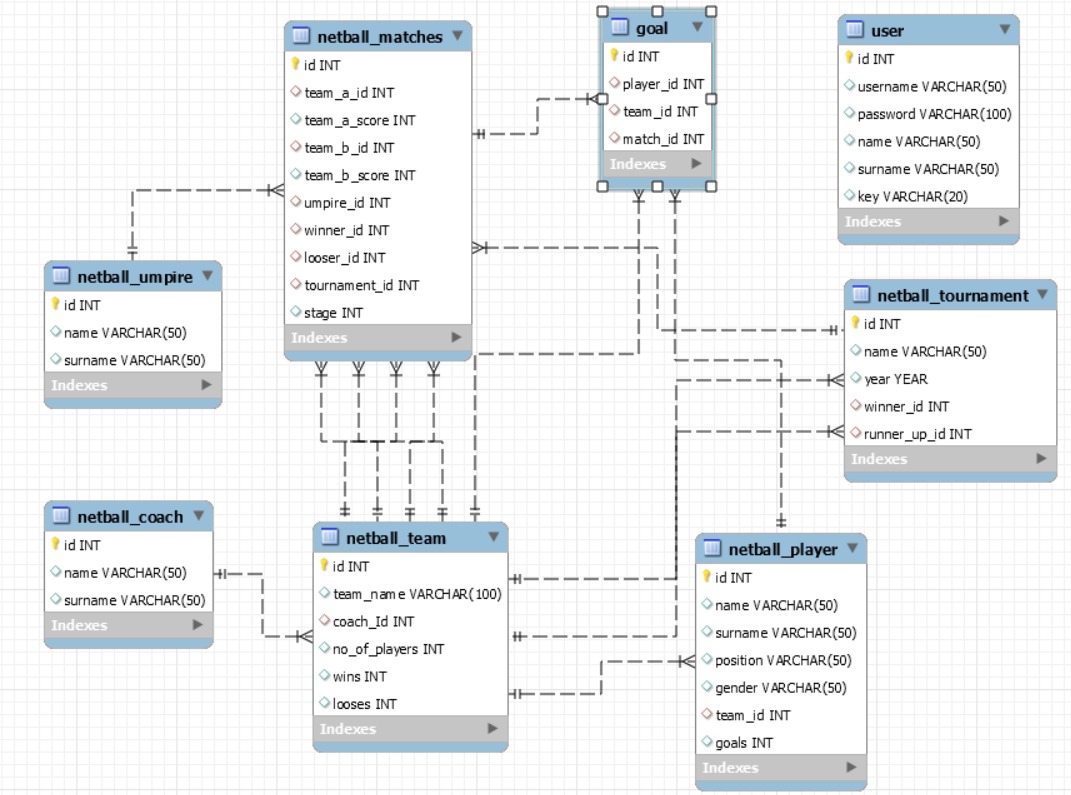 netball_matches
id INT
team_a_id INT
team_a_score INT
team_b_id INT
team_b_score INT
umpire_id INT
winner_id INT
looser_id INT
tournament_id INT
stage INT
Indexes
goal
id INT
player_id INT
team_id INT
match_id INT
Indexes
user
id INT
username VARCHAR(50)
password VARCHAR(100)
name VARCHAR(50)
surname VARCHAR(50)
key VARCHAR(20)
Indexes
netball_umpire
id INT
name VARCHAR(50)
surname VARCHAR(50)
Indexes
netball_tournament
id INT
name VARCHAR(50)
year YEAR
winner_id INT
runner_up_id INT
Indexes
netball_coach
id INT
name VARCHAR(50)
surname VARCHAR(50)
Indexes
netball_team
id INT
team_name VARCHAR(100)
coach_Id INT
no_of_players INT
wins INT
looses INT
Indexes
netball_player
id INT
name VARCHAR(50)
surname VARCHAR(50)
position VARCHAR(50)
gender VARCHAR(50)
team_id INT
goals INT
Indexes